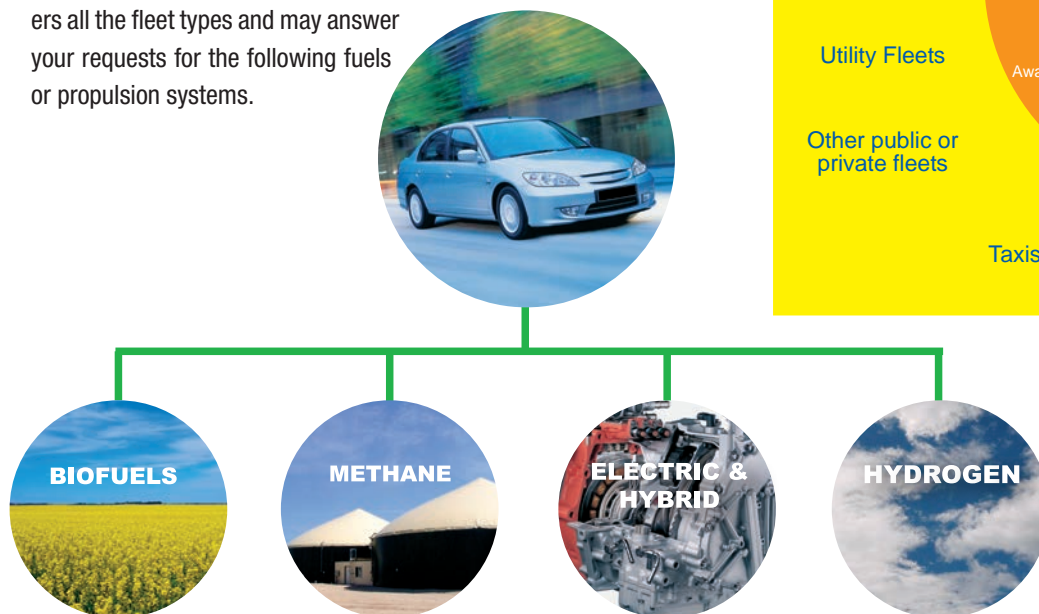 ers all the fleet types and may answer
your requests for the following fuels
or propulsion systems.
Utility Fleets
Other public or
private fleets
Taxis
BIOFUELS
METHANE
ELECTRIC &
HYBRID
HYDROGEN